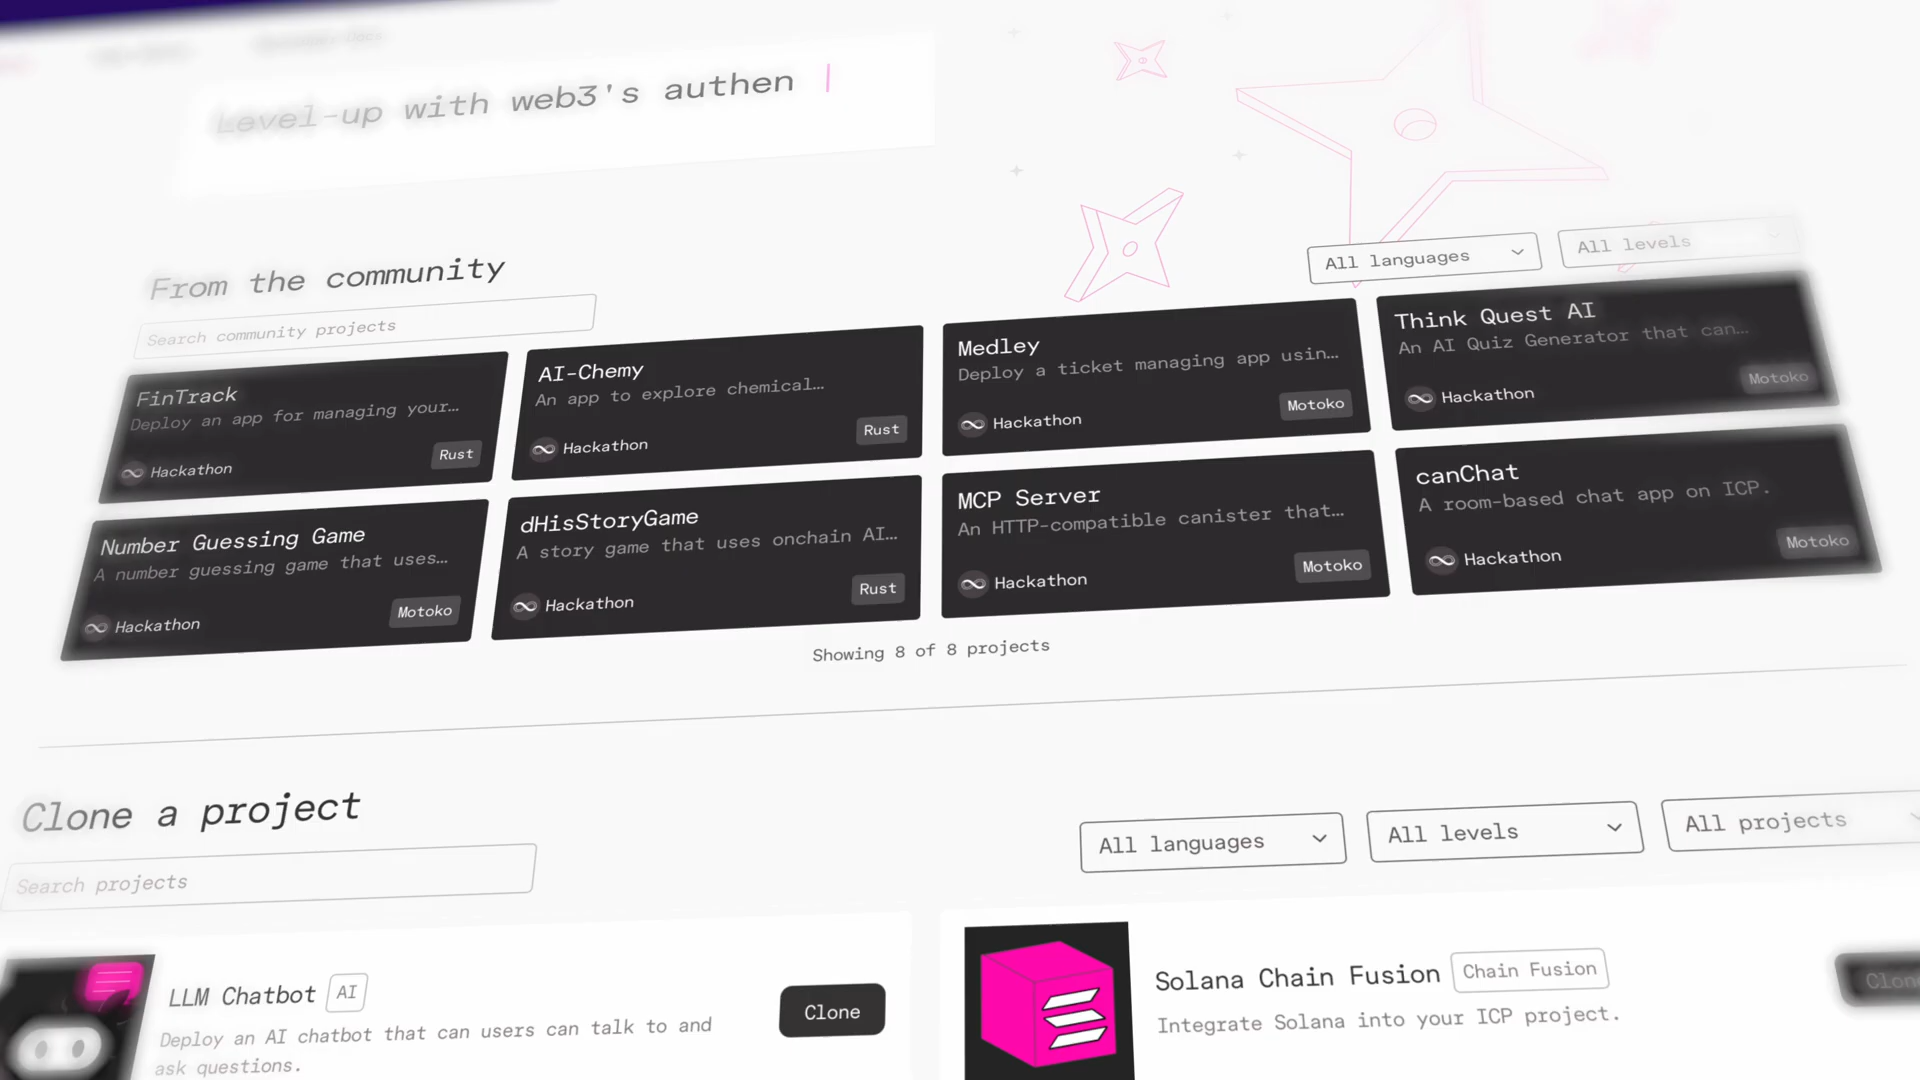 Level-up with web3's authen
From the community
Search community projects
All languages
All levels
FinTrack
Deploy an app for managing your…
Hackathon
Rust
AI-Chemy
An app to explore chemical…
Hackathon
Rust
Medley
Deploy a ticket managing app usin…
Hackathon
Motoko
Think Quest AI
An AI Quiz Generator that can…
Hackathon
Motoko
Number Guessing Game
A number guessing game that uses…
Hackathon
Motoko
dHisStoryGame
A story game that uses onchain AI…
Hackathon
Rust
MCP Server
An HTTP-compatible canister that…
Hackathon
Motoko
canChat
A room-based chat app on ICP.
Hackathon
Motoko
Showing 8 of 8 projects
Clone a project
Search projects
All languages
All levels
All projects
LLM Chatbot
AI
Deploy an AI chatbot that can users can talk to and
ask questions.
Clone
Solana Chain Fusion
Chain Fusion
Integrate Solana into your ICP project.
Clone